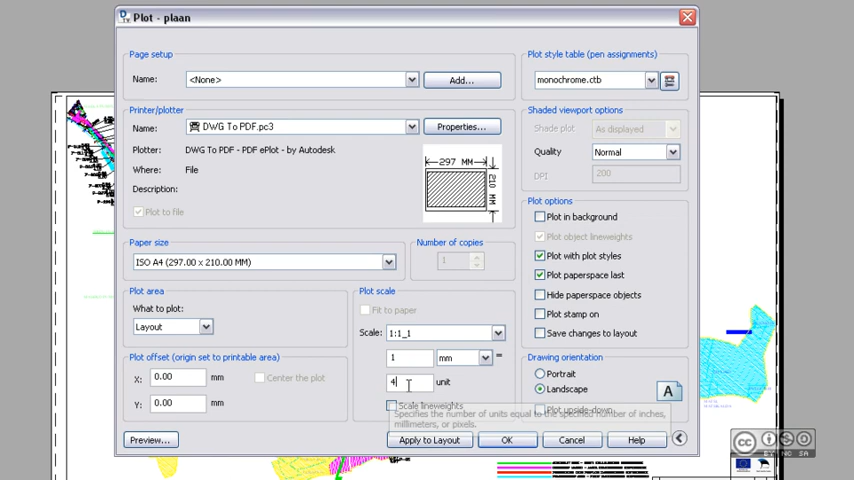 Plot - plaan
Page setup
Name: <None> Add...
Printer/plotter
Name: DWG To PDF.pc3 Properties...
Plotter: DWG To PDF - PDF ePlot - by Autodesk
Where: File
Description:
Plot to file
297 MM
210 MM
Paper size
ISO A4 (297.00 x 210.00 MM)
Number of copies
1
Plot area
What to plot:
Layout
Plot offset (origin set to printable area)
X: 0.00 mm Center the plot
Y: 0.00 mm
Plot scale
Fit to paper
Scale: 1:1_1
1 mm =
4 unit
Scale lineweights
Specifies the number of units equal to the specified number of inches,
millimeters, or pixels.
Plot style table (pen assignments)
monochrome.ctb
Shaded viewport options
Shade plot As displayed
Quality Normal
DPI 200
Plot options
Plot in background
Plot object lineweights
Plot with plot styles
Plot paperspace last
Hide paperspace objects
Plot stamp on
Save changes to layout
Drawing orientation
Portrait
Landscape
Plot upside-down
A
Preview... Apply to Layout OK Cancel Help
cc
BY NC SA